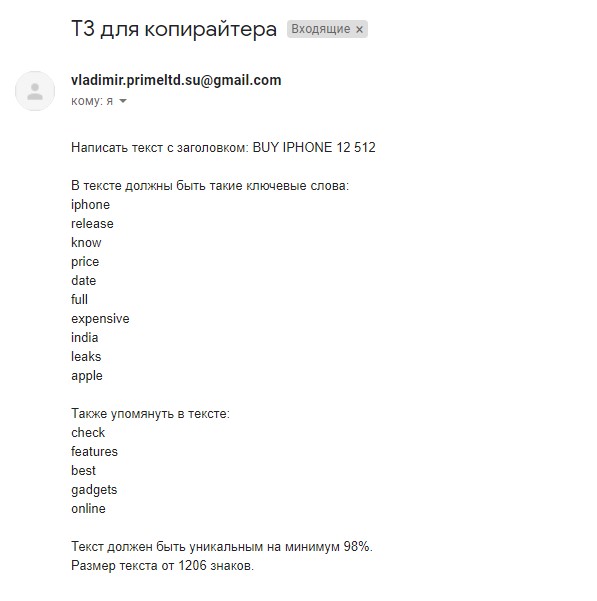 ТЗ для копирайтера Входящие ×
vladimir.primeltd.su@gmail.com
кому: я
Написать текст с заголовком: BUY IPHONE 12 512
В тексте должны быть такие ключевые слова:
iphone
release
know
price
date
full
expensive
india
leaks
apple
Также упомянуть в тексте:
check
features
best
gadgets
online
Текст должен быть уникальным на минимум 98%.
Размер текста от 1206 знаков.